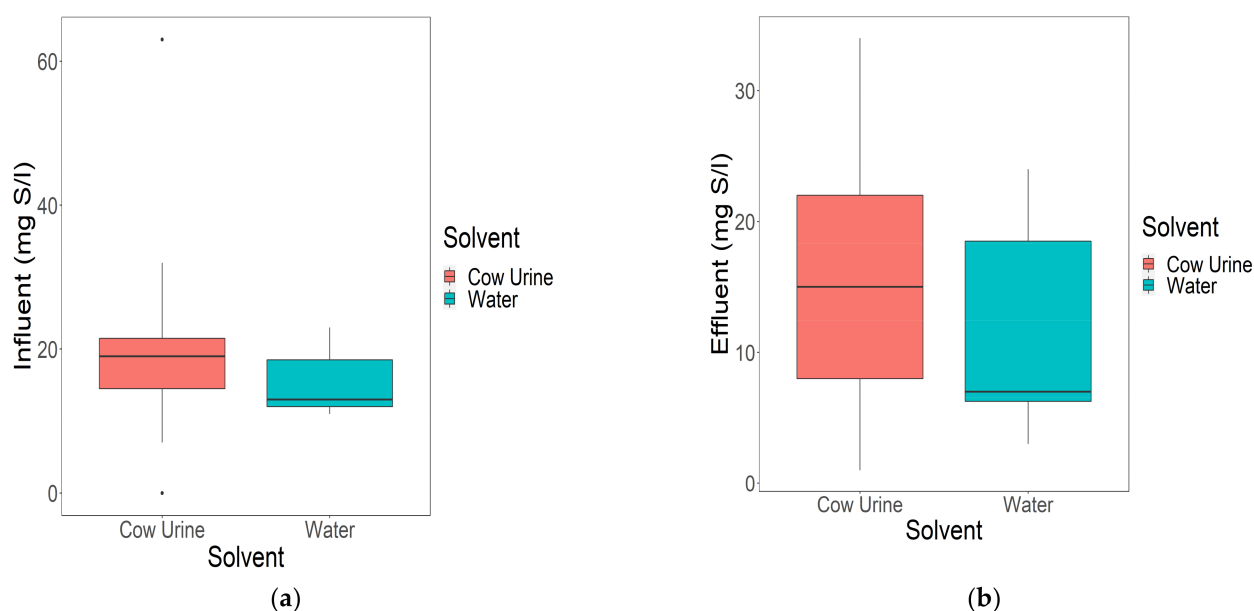 Influent (mg S/l)
60
40
20
0
Cow Urine
Water
Solvent
Solvent
Cow Urine
Water
(a)
Effluent (mg S/l)
30
20
10
0
Cow Urine
Water
Solvent
Solvent
Cow Urine
Water
(b)